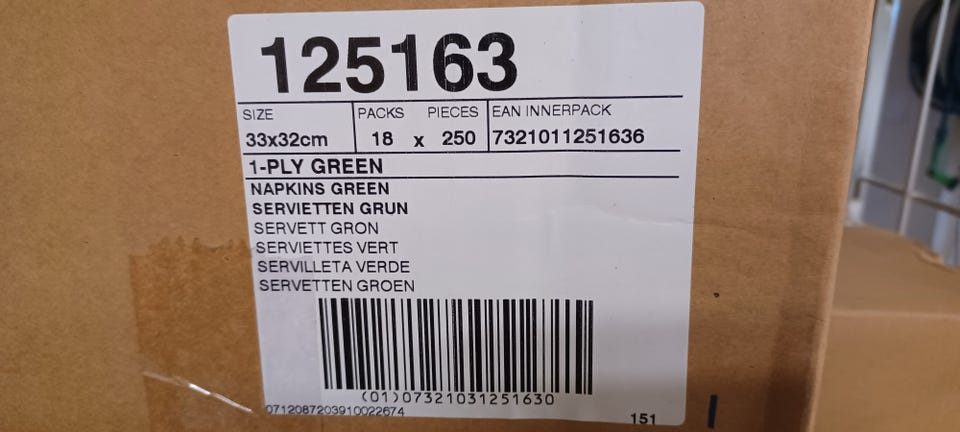 125163
SIZE PACKS PIECES EAN INNERPACK
33x32cm 18 x 250 7321011251636
1-PLY GREEN
NAPKINS GREEN
SERVIETTEN GRUN
SERVETT GRON
SERVIETTES VERT
SERVILLETA VERDE
SERVETTEN GROEN
(01)07321031251630
0712087203910022674
151